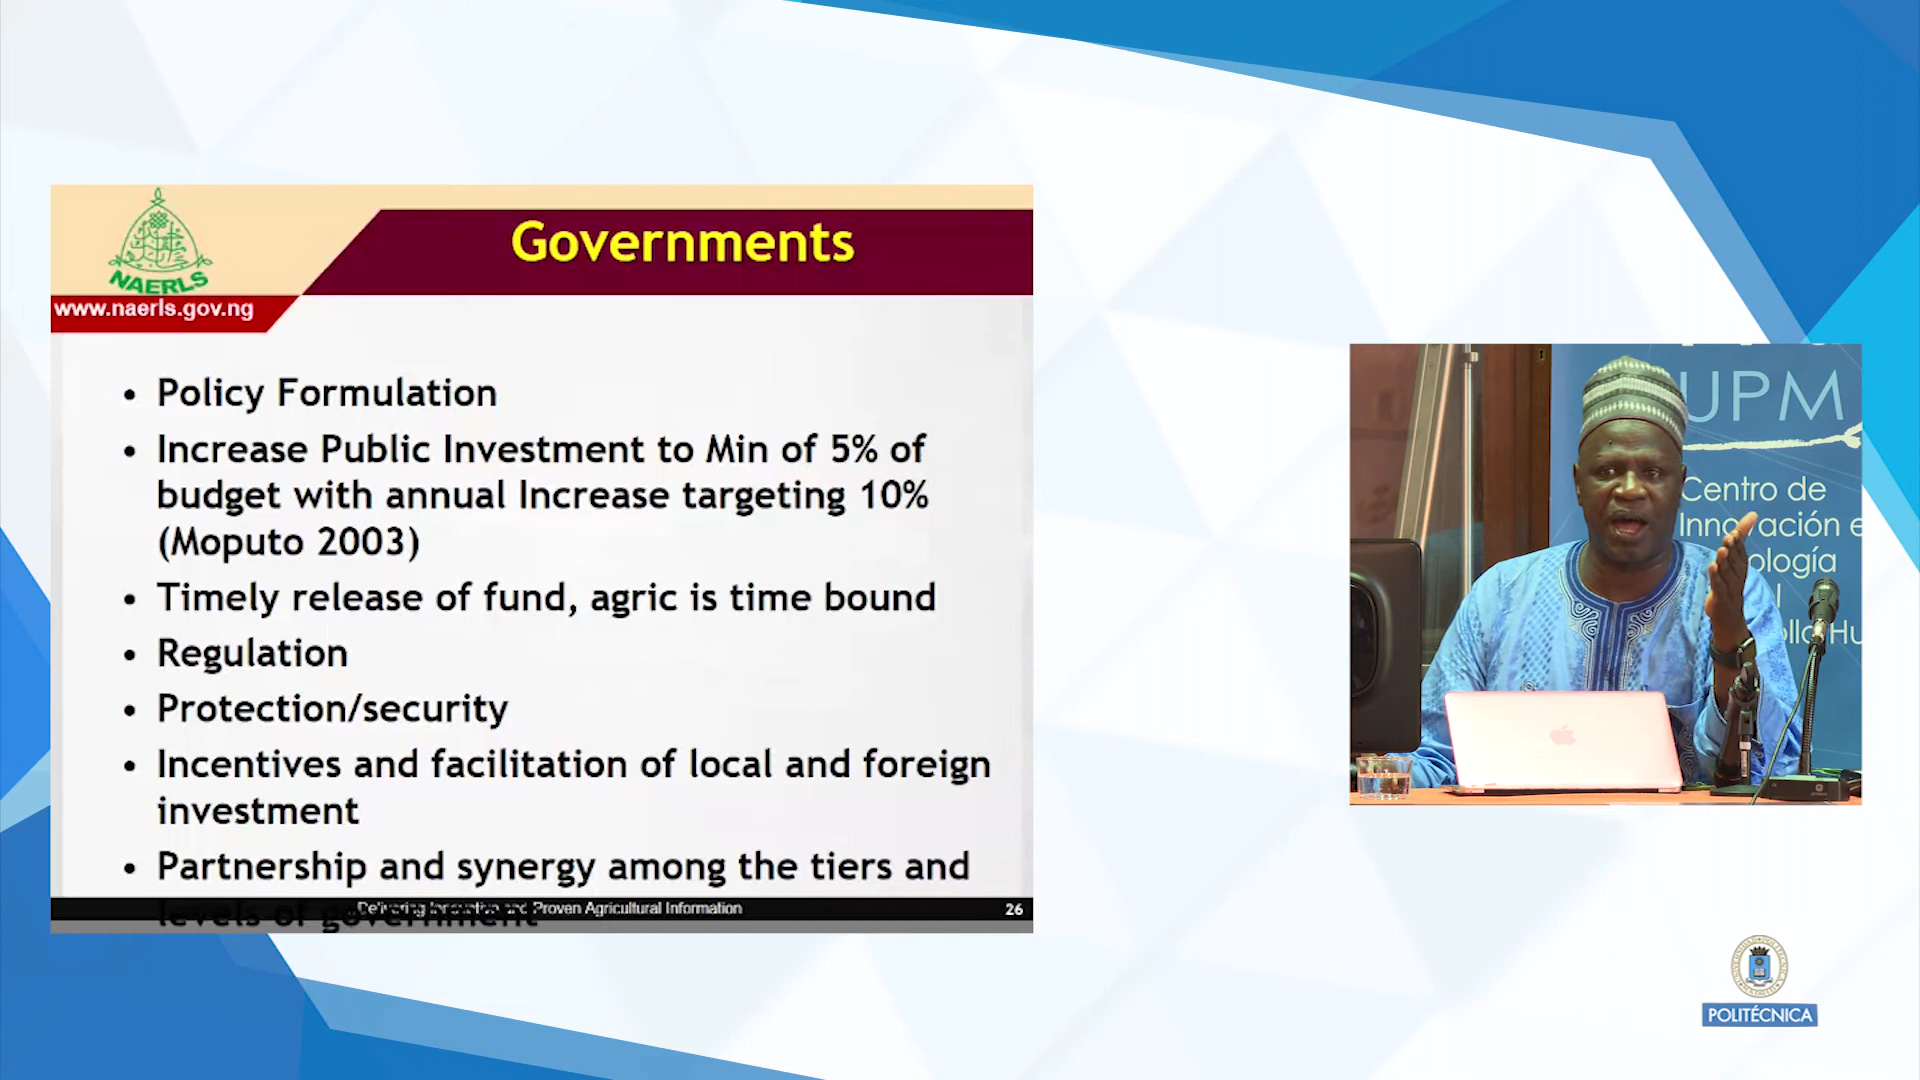 Governments
NAERLS
www.naerls.gov.ng
• Policy Formulation
• Increase Public Investment to Min of 5% of
budget with annual Increase targeting 10%
(Moputo 2003)
• Timely release of fund, agric is time bound
• Regulation
• Protection/security
• Incentives and facilitation of local and foreign
investment
• Partnership and synergy among the tiers and
levels of government
Delivering Innovative and Proven Agricultural Information
26
UPM
Centro de
Innovación e
ología
l
ollo Hu
POLITÉCNICA